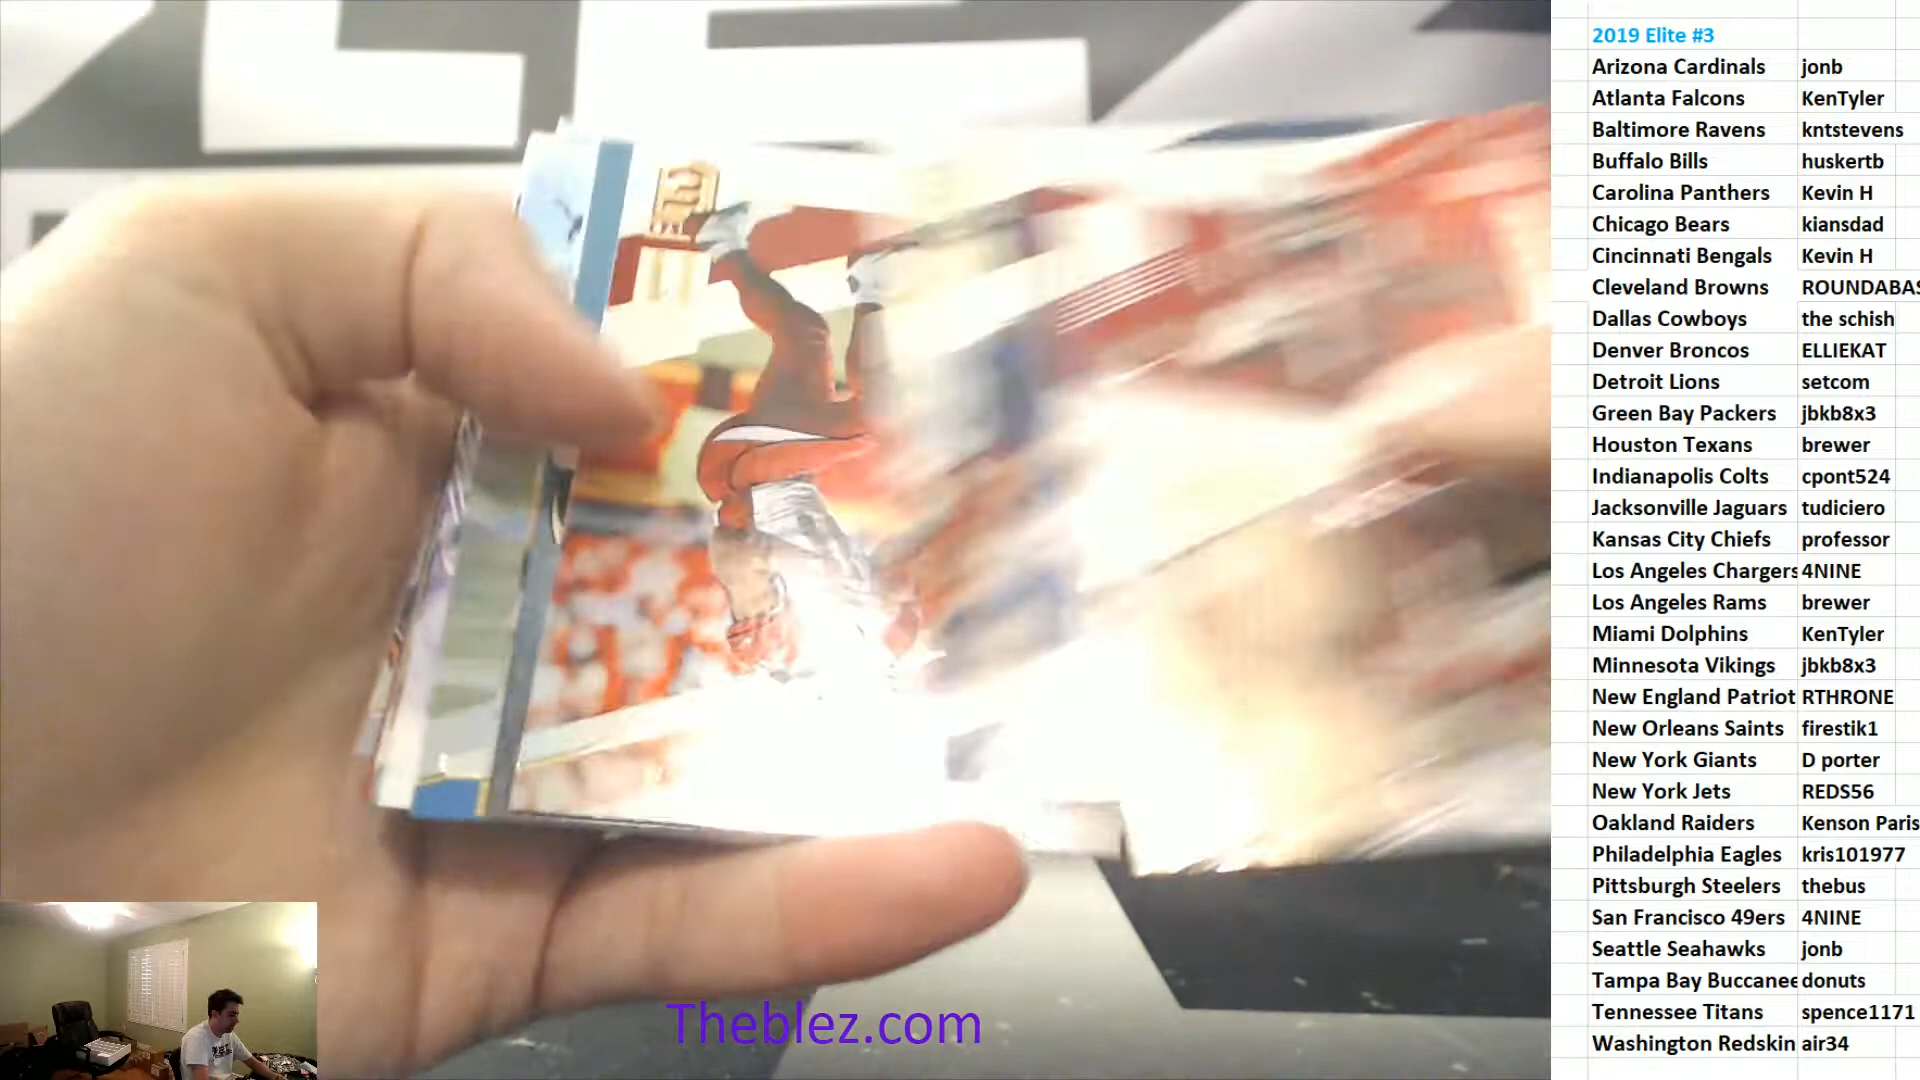 2019 Elite #3
Arizona Cardinals jonb
Atlanta Falcons KenTyler
Baltimore Ravens kntstevens
Buffalo Bills huskertb
Carolina Panthers Kevin H
Chicago Bears kiansdad
Cincinnati Bengals Kevin H
Cleveland Browns ROUNDABAS
Dallas Cowboys the schish
Denver Broncos ELLIEKAT
Detroit Lions setcom
Green Bay Packers jbkb8x3
Houston Texans brewer
Indianapolis Colts cpont524
Jacksonville Jaguars tudiciero
Kansas City Chiefs professor
Los Angeles Chargers 4NINE
Los Angeles Rams brewer
Miami Dolphins KenTyler
Minnesota Vikings jbkb8x3
New England Patriot RTHRONE
New Orleans Saints firestik1
New York Giants D porter
New York Jets REDS56
Oakland Raiders Kenson Paris
Philadelphia Eagles kris101977
Pittsburgh Steelers thebus
San Francisco 49ers 4NINE
Seattle Seahawks jonb
Tampa Bay Buccanee donuts
Tennessee Titans spence1171
Washington Redskin air34
Theblez.com